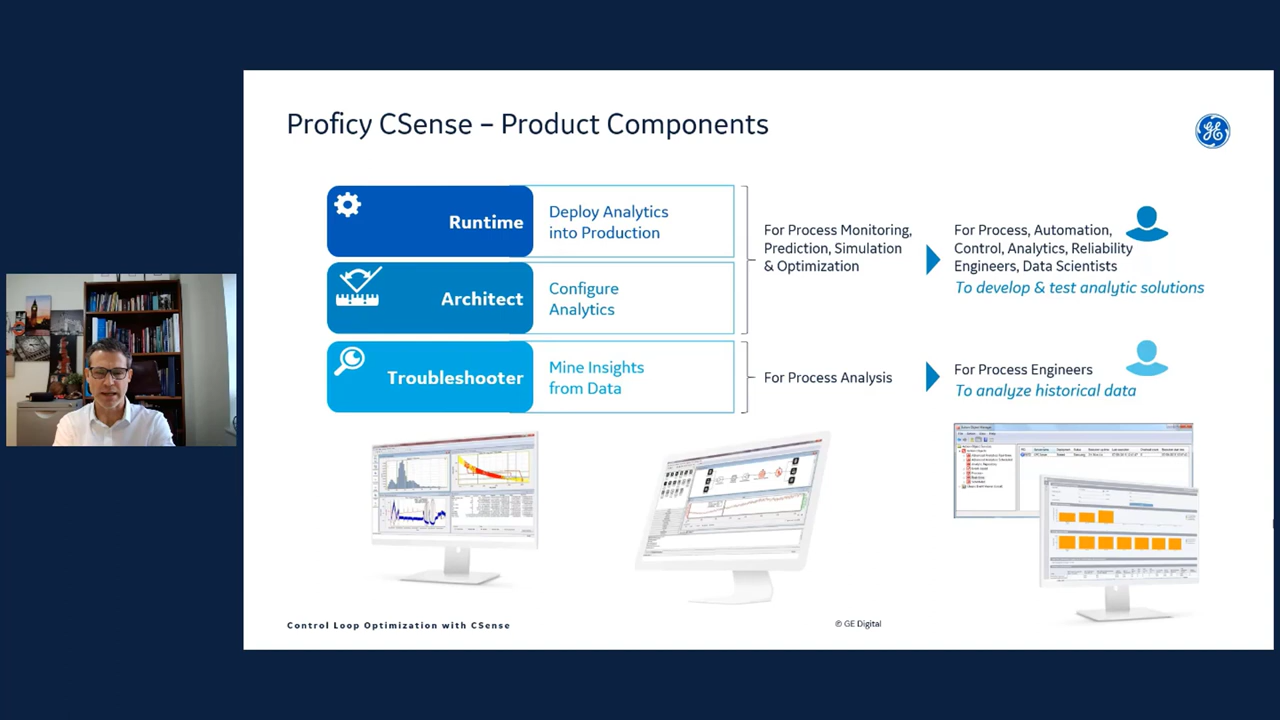 Proficy CSense – Product Components
Runtime
Deploy Analytics
into Production
Architect
Configure
Analytics
Troubleshooter
Mine Insights
from Data
For Process Monitoring,
Prediction, Simulation
& Optimization
For Process Analysis
For Process, Automation,
Control, Analytics, Reliability
Engineers, Data Scientists
To develop & test analytic solutions
For Process Engineers
To analyze historical data
Control Loop Optimization with CSense
© GE Digital